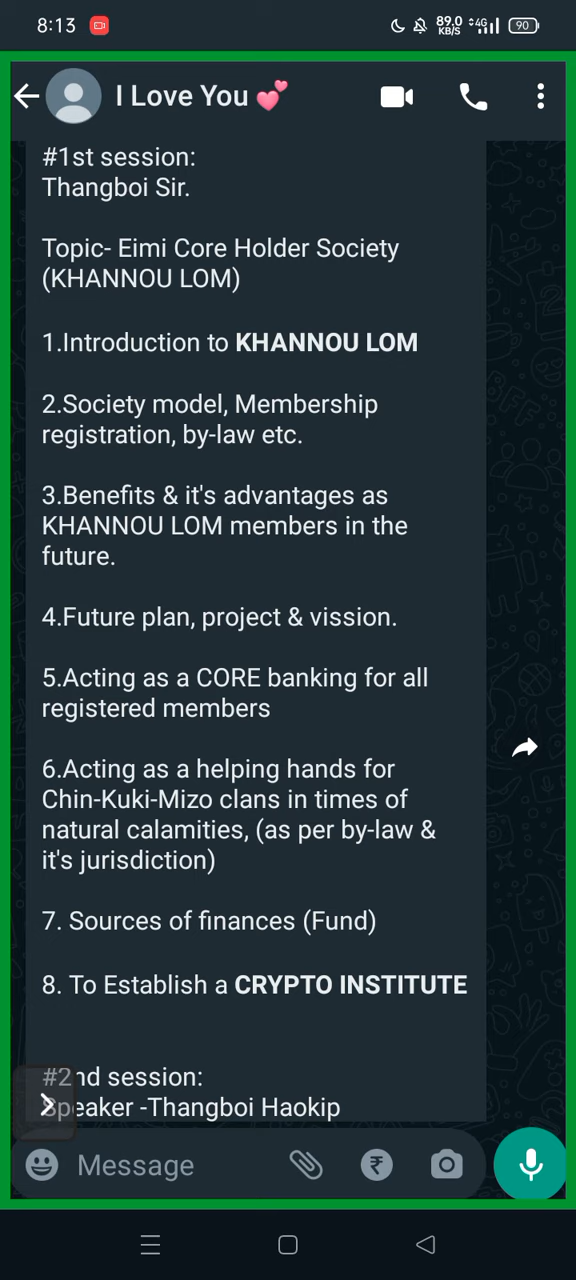 8:13
89.0 KB/S 4G 90
I Love You 💕
#1st session:
Thangboi Sir.
Topic- Eimi Core Holder Society
(KHANNOU LOM)
1.Introduction to KHANNOU LOM
2.Society model, Membership
registration, by-law etc.
3.Benefits & it's advantages as
KHANNOU LOM members in the
future.
4.Future plan, project & vission.
5.Acting as a CORE banking for all
registered members
6.Acting as a helping hands for
Chin-Kuki-Mizo clans in times of
natural calamities, (as per by-law &
it's jurisdiction)
7. Sources of finances (Fund)
8. To Establish a CRYPTO INSTITUTE
#2nd session:
Speaker -Thangboi Haokip
Message